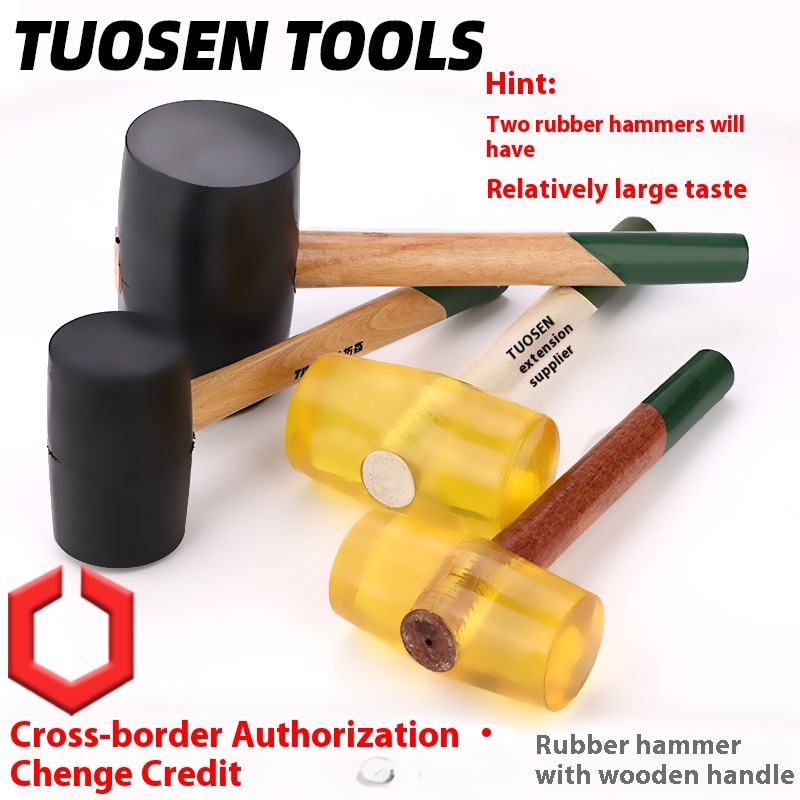 TUOSEN TOOLS
Hint:
Two rubber hammers will
have
Relatively large taste
TUOSEN
extension
supplier
Cross-border Authorization •
Chenge Credit
Rubber hammer
with wooden handle